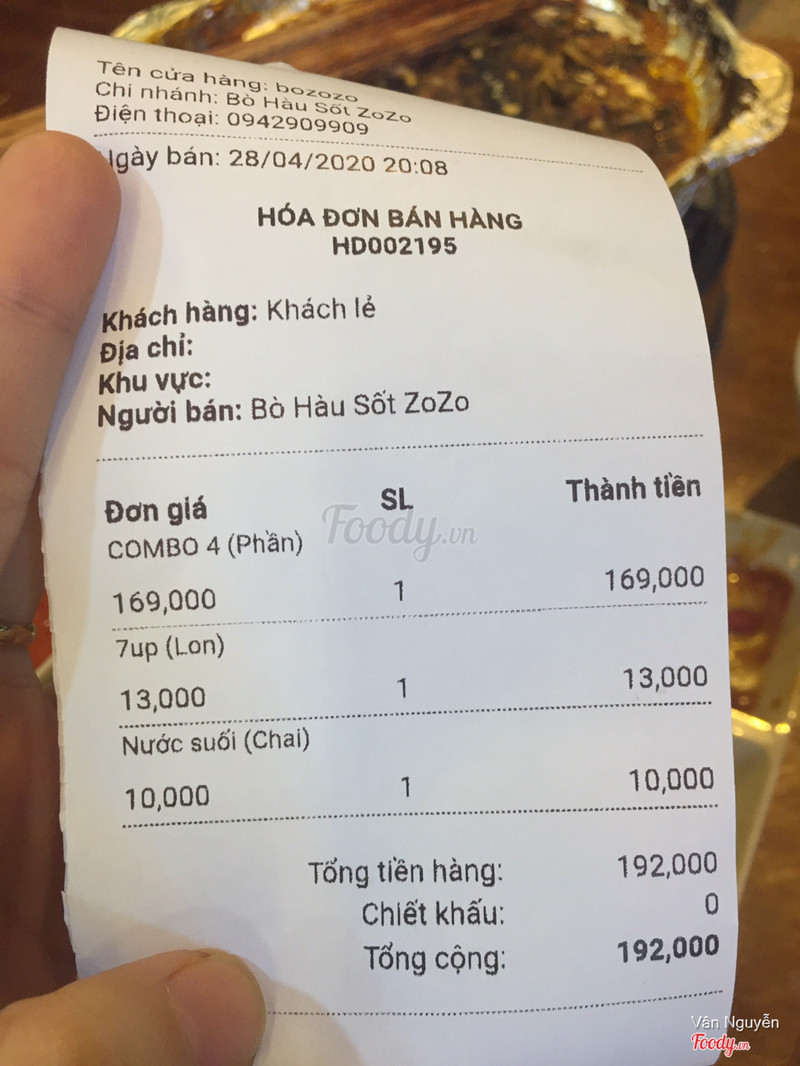 Tên cửa hàng: bozozo
Chi nhánh: Bò Hàu Sốt ZoZo
Điện thoại: 0942909909
gày bán: 28/04/2020 20:08
HÓA ĐƠN BÁN HÀNG
HD002195
Khách hàng: Khách lẻ
Địa chỉ:
Khu vực:
Người bán: Bò Hàu Sốt ZoZo
Đơn giá SL Thành tiền
COMBO 4 (Phần)
169,000 1 169,000
7up (Lon)
13,000 1 13,000
Nước suối (Chai)
10,000 1 10,000
Tổng tiền hàng: 192,000
Chiết khấu: 0
Tổng cộng: 192,000
Foody.vn
Vân Nguyễn
Foody.vn